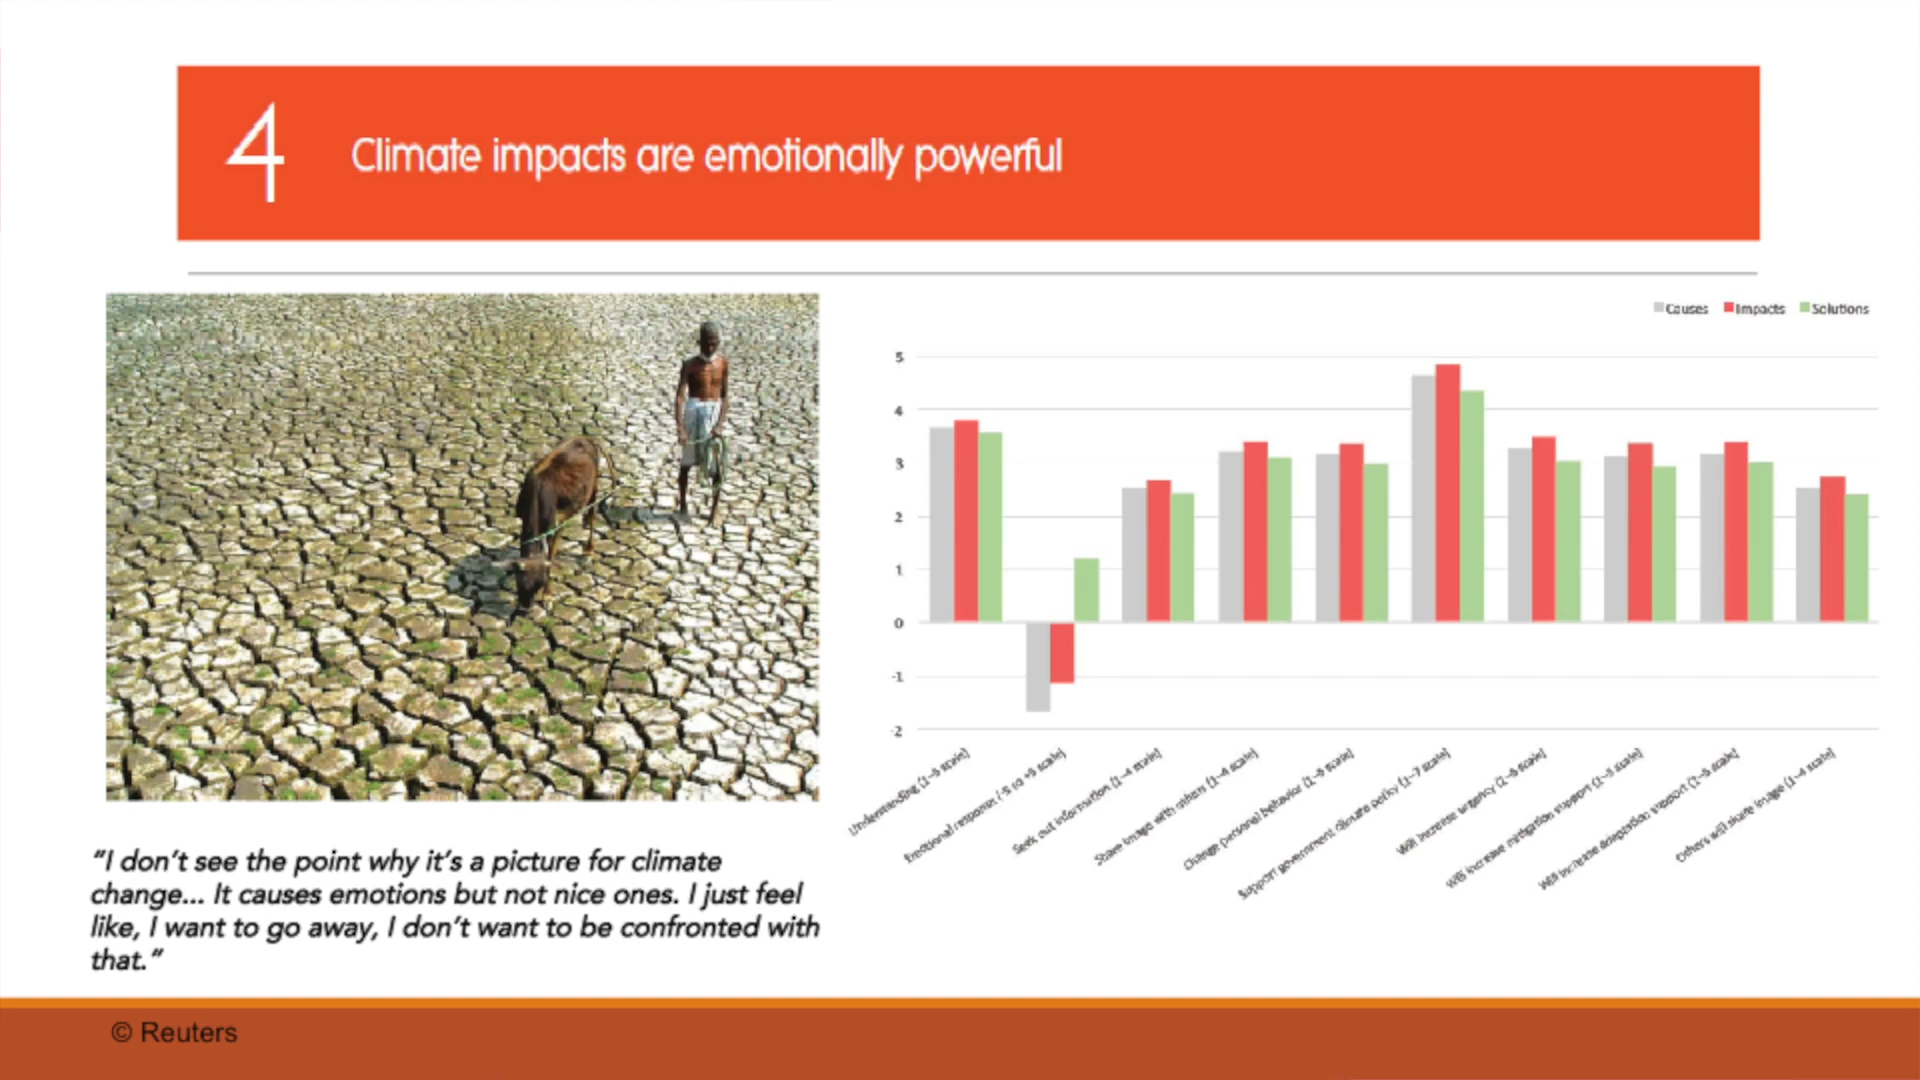 4
Climate impacts are emotionally powerful
Causes Impacts Solutions
5
4
3
2
1
0
-1
-2
Understanding (1-5 scale)
Emotional response (-5 to +5 scale)
Seek out information (1-4 scale)
Share image with others (1-4 scale)
Change personal behavior (1-5 scale)
Support government climate policy (1-7 scale)
Will increase urgency (1-5 scale)
Will increase mitigation support (1-5 scale)
Will increase adaptation support (1-5 scale)
Others will share image (1-4 scale)
“I don’t see the point why it’s a picture for climate
change... It causes emotions but not nice ones. I just feel
like, I want to go away, I don’t want to be confronted with
that.”
© Reuters